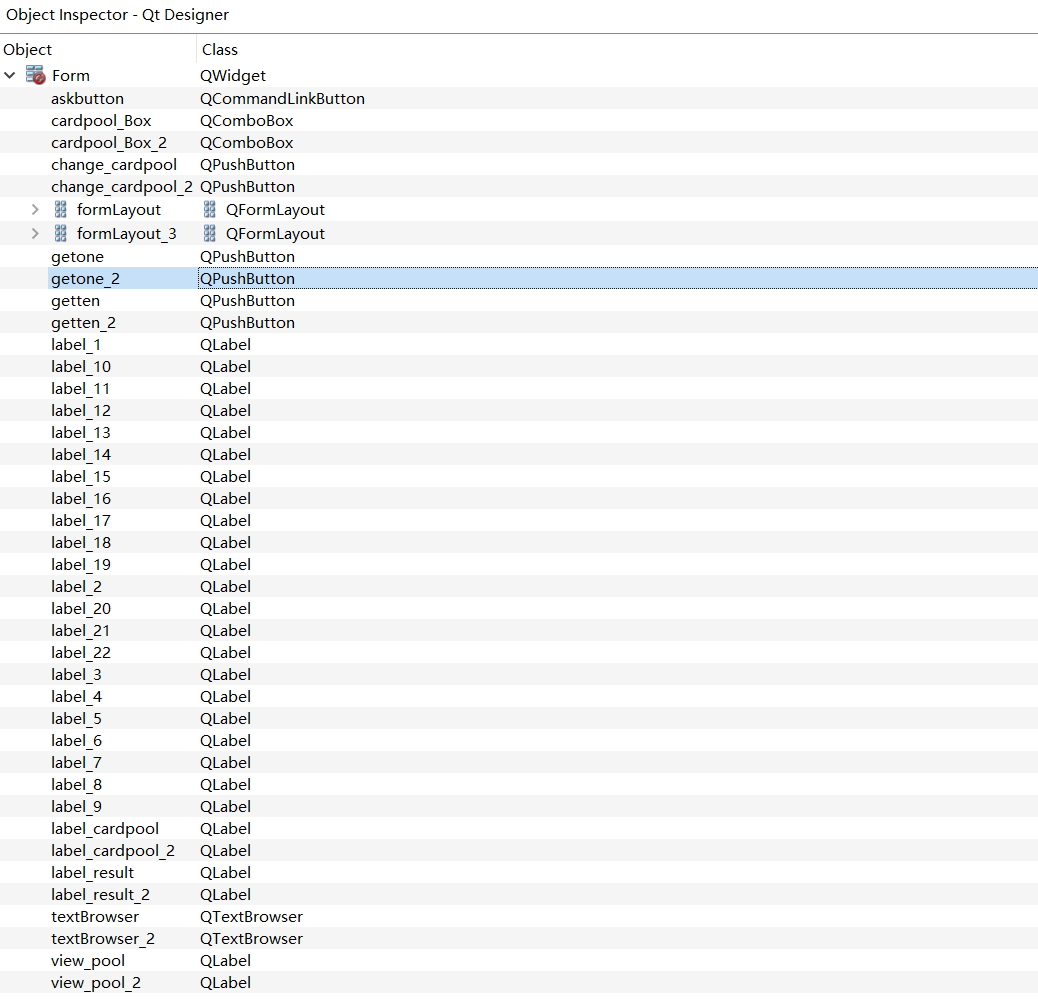 Object Inspector - Qt Designer
Object Class
Form QWidget
askbutton QCommandLinkButton
cardpool_Box QComboBox
cardpool_Box_2 QComboBox
change_cardpool QPushButton
change_cardpool_2 QPushButton
formLayout QFormLayout
formLayout_3 QFormLayout
getone QPushButton
getone_2 QPushButton
getten QPushButton
getten_2 QPushButton
label_1 QLabel
label_10 QLabel
label_11 QLabel
label_12 QLabel
label_13 QLabel
label_14 QLabel
label_15 QLabel
label_16 QLabel
label_17 QLabel
label_18 QLabel
label_19 QLabel
label_2 QLabel
label_20 QLabel
label_21 QLabel
label_22 QLabel
label_3 QLabel
label_4 QLabel
label_5 QLabel
label_6 QLabel
label_7 QLabel
label_8 QLabel
label_9 QLabel
label_cardpool QLabel
label_cardpool_2 QLabel
label_result QLabel
label_result_2 QLabel
textBrowser QTextBrowser
textBrowser_2 QTextBrowser
view_pool QLabel
view_pool_2 QLabel